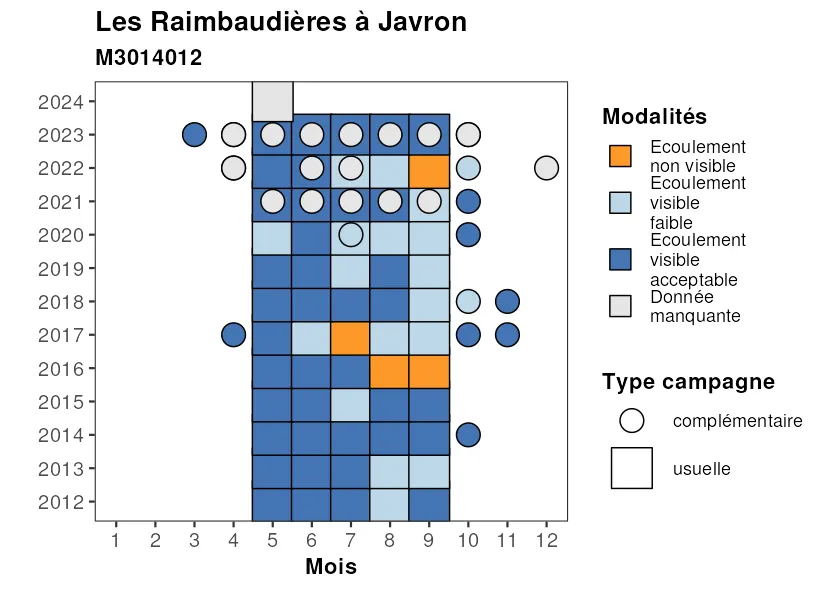 Les Raimbaudières à Javron
M3014012
2024
2023
2022
2021
2020
2019
2018
2017
2016
2015
2014
2013
2012
1 2 3 4 5 6 7 8 9 10 11 12
Mois
Modalités
Ecoulement
non visible
Ecoulement
visible
faible
Ecoulement
visible
acceptable
Donnée
manquante
Type campagne
complémentaire
usuelle